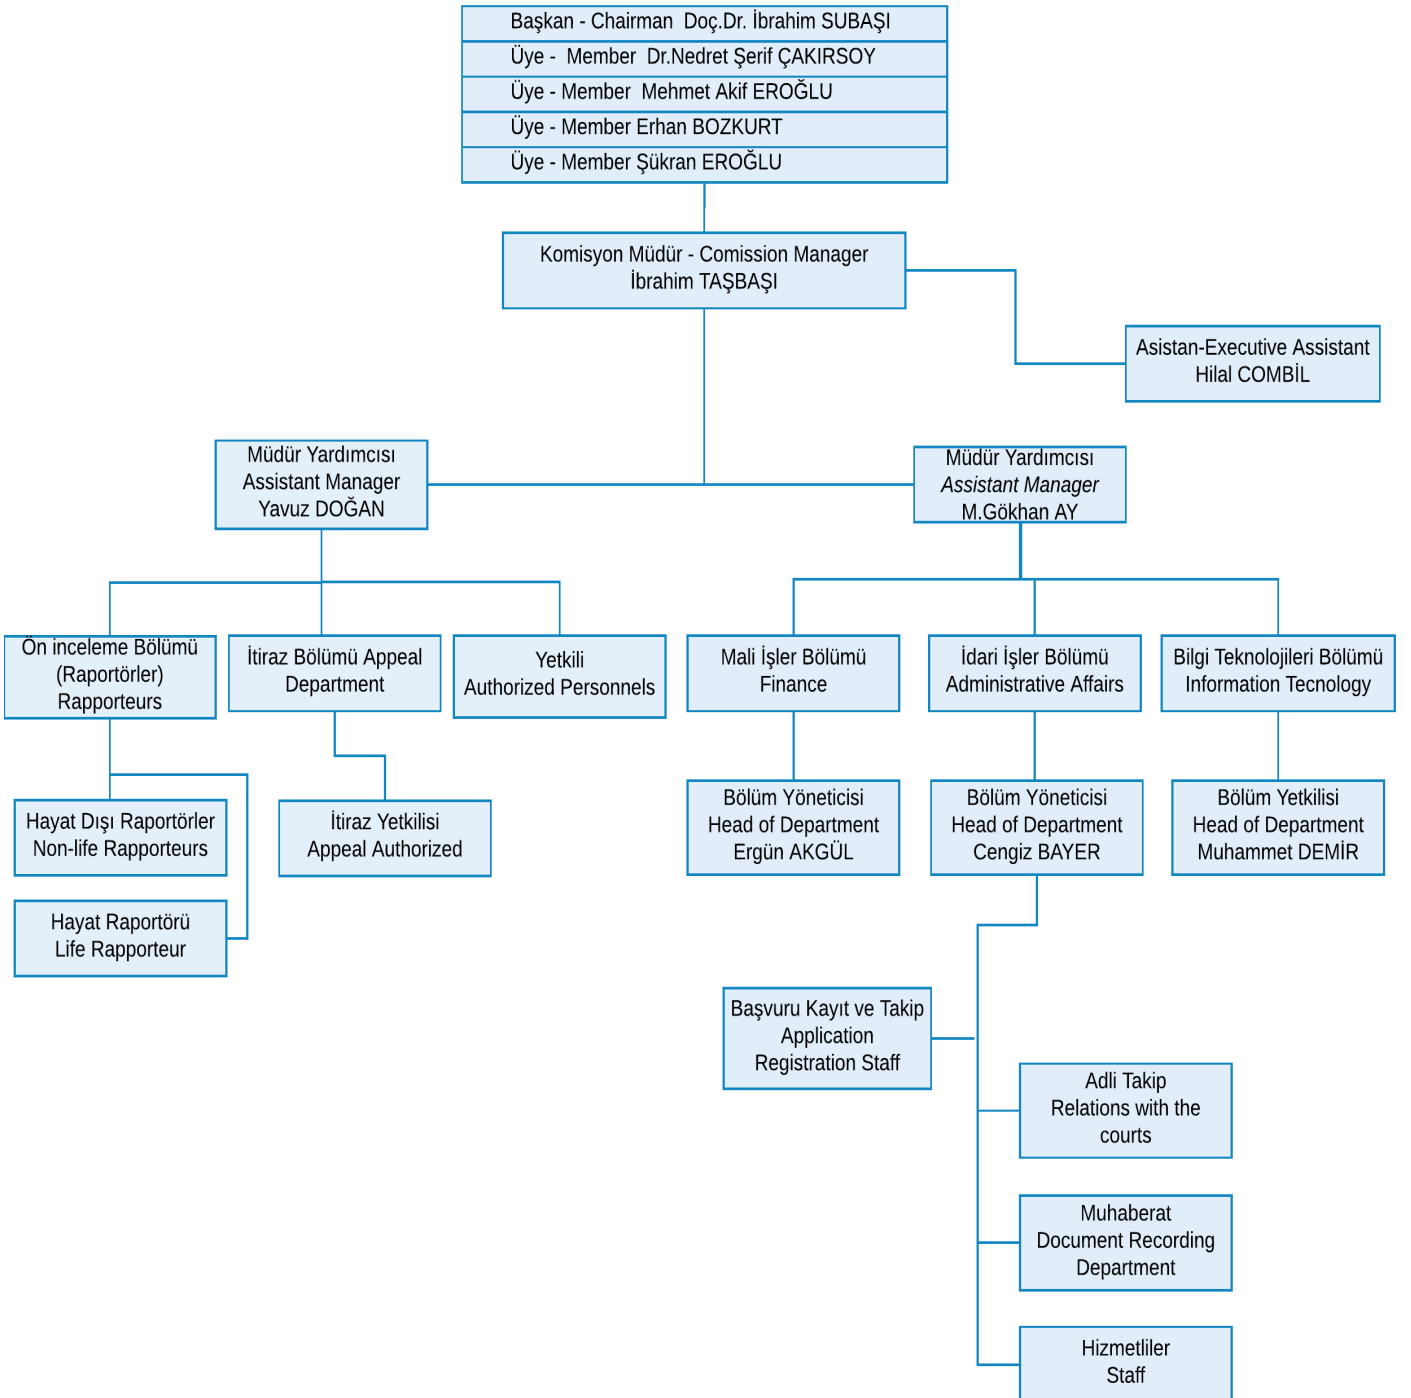 Başkan - Chairman  Doç.Dr. İbrahim SUBAŞI
Üye -  Member  Dr.Nedret Şerif ÇAKIRSOY
Üye - Member  Mehmet Akif EROĞLU
Üye - Member Erhan BOZKURT
Üye - Member Şükran EROĞLU
Komisyon Müdür - Comission Manager
İbrahim TAŞBAŞI
Asistan-Executive Assistant
Hilal COMBİL
Müdür Yardımcısı
Assistant Manager
Yavuz DOĞAN
Müdür Yardımcısı
Assistant Manager
M.Gökhan AY
Ön inceleme Bölümü
(Raportörler)
Rapporteurs
İtiraz Bölümü Appeal
Department
Yetkili
Authorized Personnels
Mali İşler Bölümü
Finance
İdari İşler Bölümü
Administrative Affairs
Bilgi Teknolojileri Bölümü
Information Tecnology
Hayat Dışı Raportörler
Non-life Rapporteurs
İtiraz Yetkilisi
Appeal Authorized
Bölüm Yöneticisi
Head of Department
Ergün AKGÜL
Bölüm Yöneticisi
Head of Department
Cengiz BAYER
Bölüm Yetkilisi
Head of Department
Muhammet DEMİR
Hayat Raportörü
Life Rapporteur
Başvuru Kayıt ve Takip
Application
Registration Staff
Adli Takip
Relations with the
courts
Muhaberat
Document Recording
Department
Hizmetliler
Staff